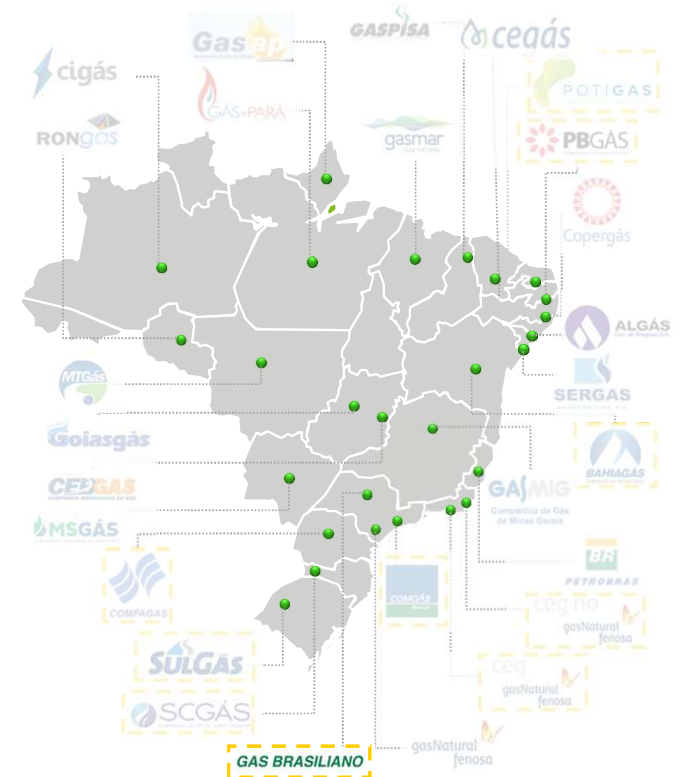 Gasap
GASPISA
cegás
cigás
POTIGAS
GÁS DO PARÁ
RONgás
gasmar
PBGÁS
Copergás
ALGÁS
MTGás
SERGAS
Goiasgás
BAHIAGÁS
CEBGAS
GASMIG
Companhia de Gás
de Minas Gerais
MSGÁS
BR
PETROBRAS
COMPAGAS
COMGÁS
ceg rio
gasNatural
fenosa
SULGÁS
ceg
gasNatural
fenosa
SCGÁS
gasNatural
fenosa
GAS BRASILIANO